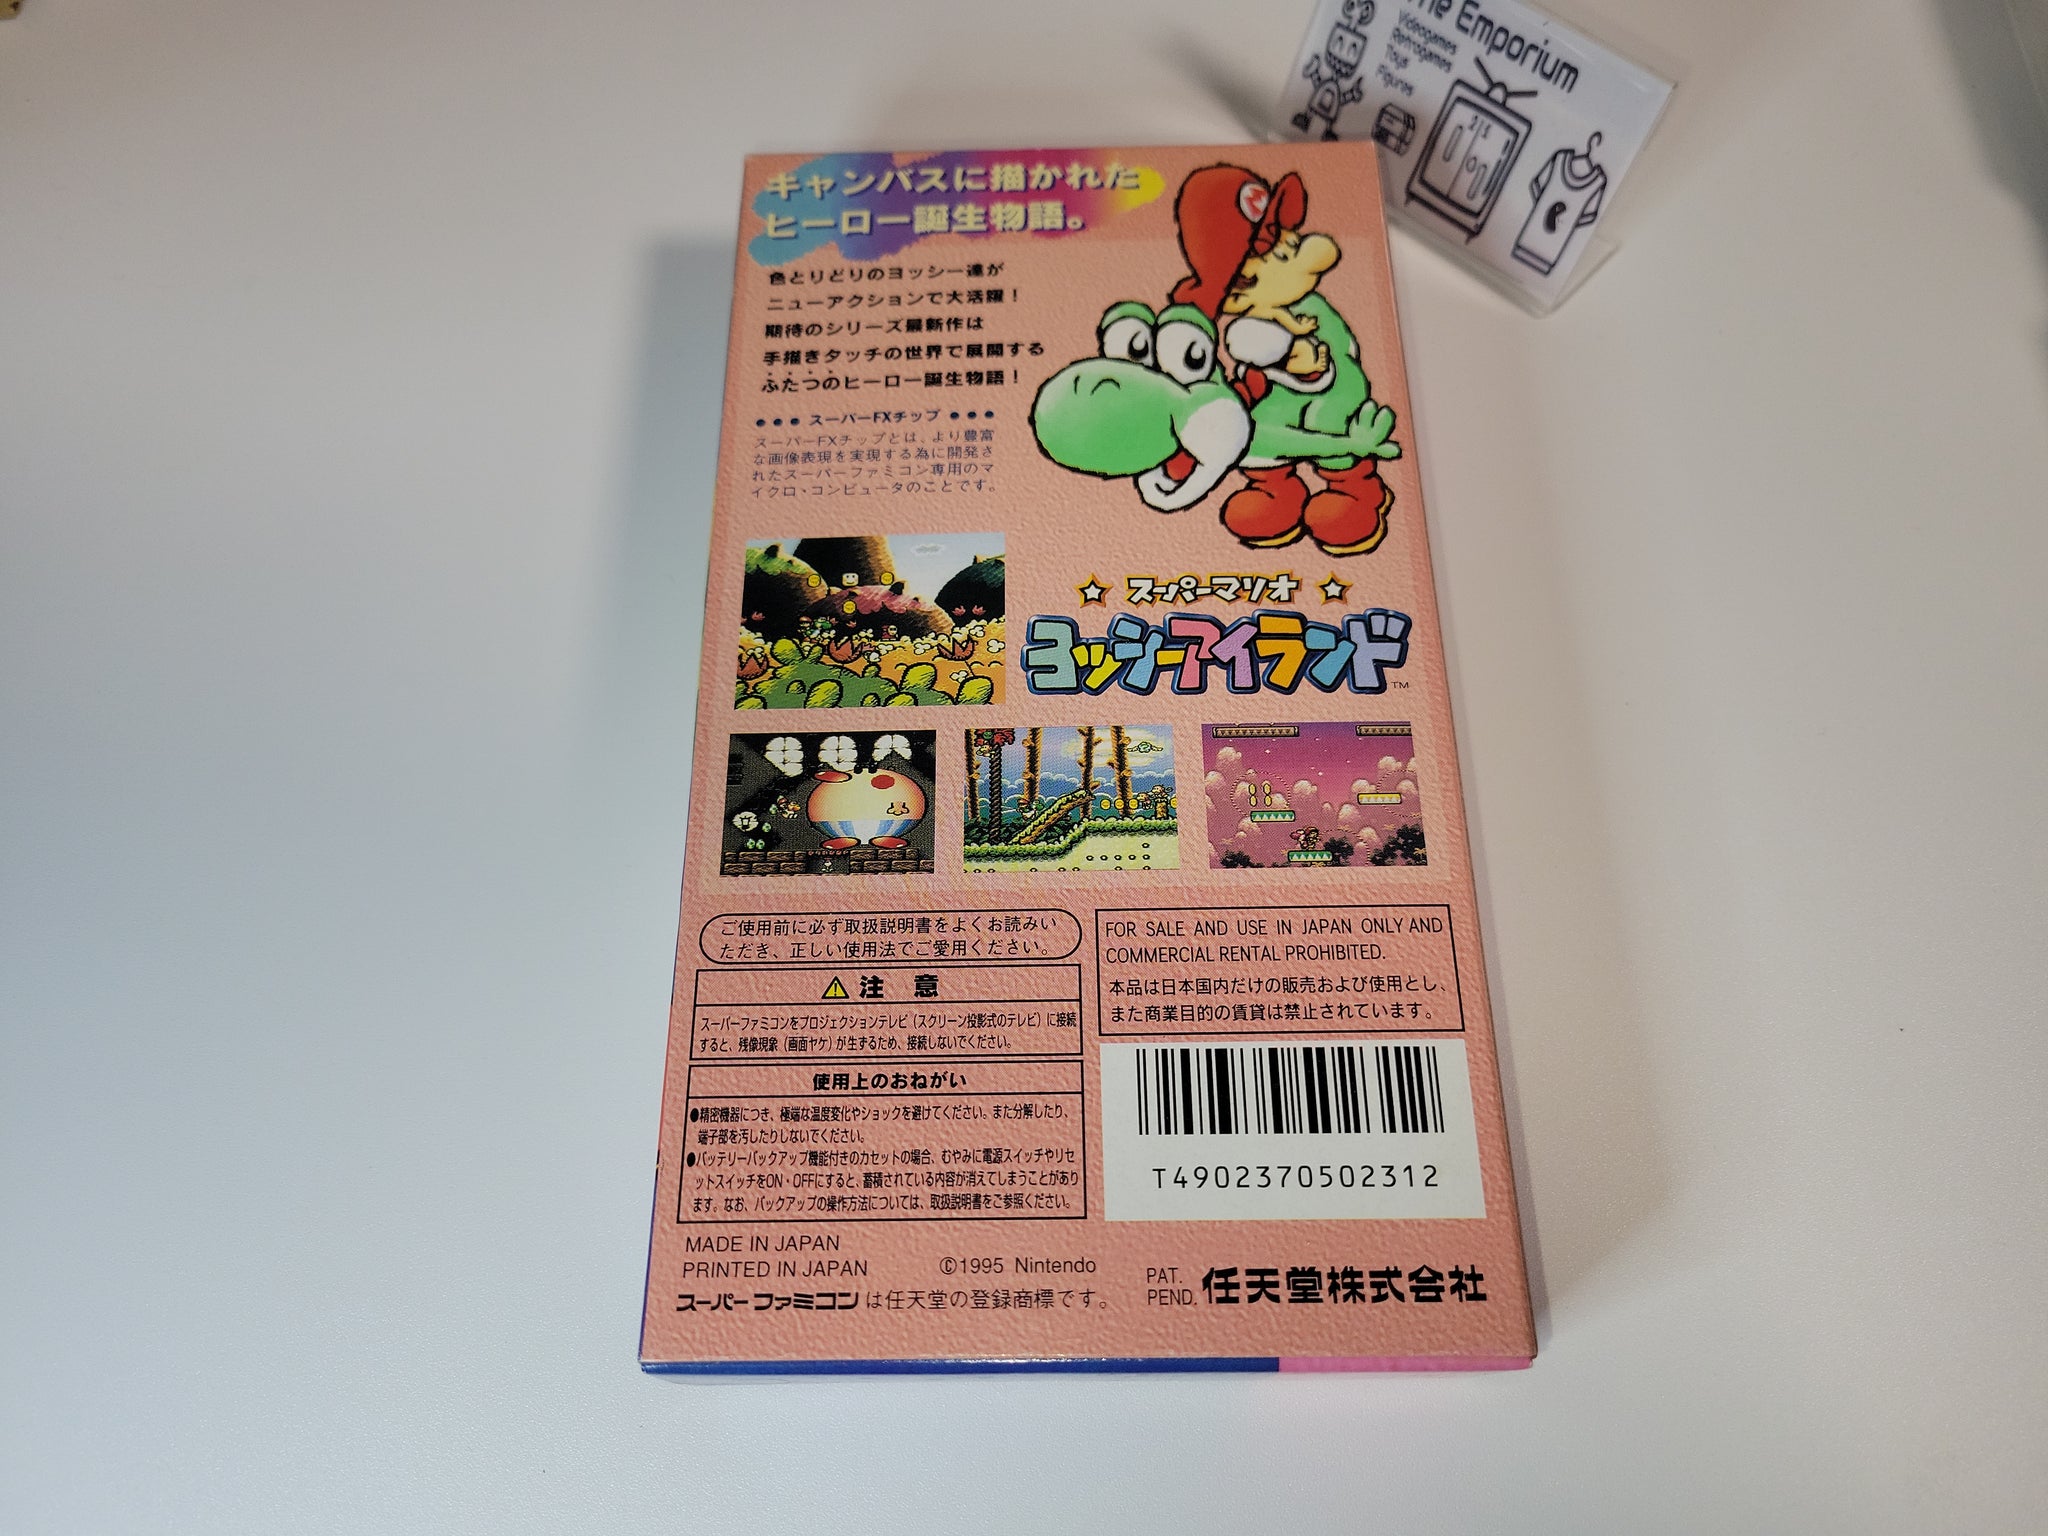 The Emporium
Videogames
Retrogames
Toys
Figures
キャンバスに描かれた
ヒーロー誕生物語。
色とりどりのヨッシー達が
ニューアクションで大活躍！
期待のシリーズ最新作は
手描きタッチの世界で展開する
ふたつのヒーロー誕生物語！
●●● スーパーFXチップ ●●●
スーパーFXチップとは、より豊富
な画像表現を実現する為に開発さ
れたスーパーファミコン専用のマ
イクロ・コンピュータのことです。
スーパーマリオ
ヨッシーアイランド™
ご使用前に必ず取扱説明書をよくお読みい
ただき、正しい使用法でご愛用ください。
⚠注 意
スーパーファミコンをプロジェクションテレビ（スクリーン投影式のテレビ）に接続
すると、残像現象（画面ヤケ）が生ずるため、接続しないでください。
使用上のおねがい
●精密機器につき、極端な温度変化やショックを避けてください。また分解したり、
端子部を汚したりしないでください。
●バッテリーバックアップ機能付きのカセットの場合、むやみに電源スイッチやリセ
ットスイッチをON・OFFにすると、蓄積されている内容が消えてしまうことがあり
ます。なお、バックアップの操作方法については、取扱説明書をご参照ください。
FOR SALE AND USE IN JAPAN ONLY AND
COMMERCIAL RENTAL PROHIBITED.
本品は日本国内だけの販売および使用とし、
また商業目的の賃貸は禁止されています。
T4902370502312
MADE IN JAPAN
PRINTED IN JAPAN
©1995 Nintendo
スーパーファミコンは任天堂の登録商標です。
PAT.
PEND.
任天堂株式会社